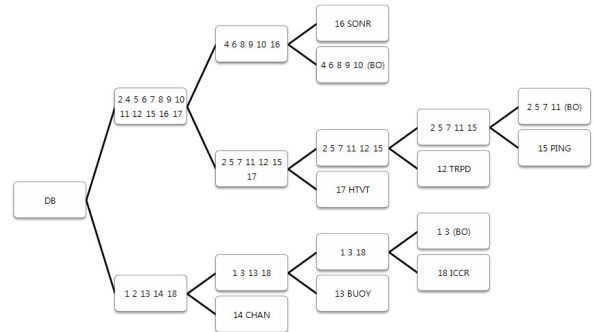 16 SONR
4 6 8 9 10 16
4 6 8 9 10 (BO)
2 4 5 6 7 8 9 10
11 12 15 16 17
2 5 7 11 (BO)
2 5 7 11 15
2 5 7 11 12 15
15 PING
2 5 7 11 12 15
17
12 TRPD
17 HTVT
DB
1 3 (BO)
1 3 18
1 3 13 18
18 ICCR
1 2 13 14 18
13 BUOY
14 CHAN